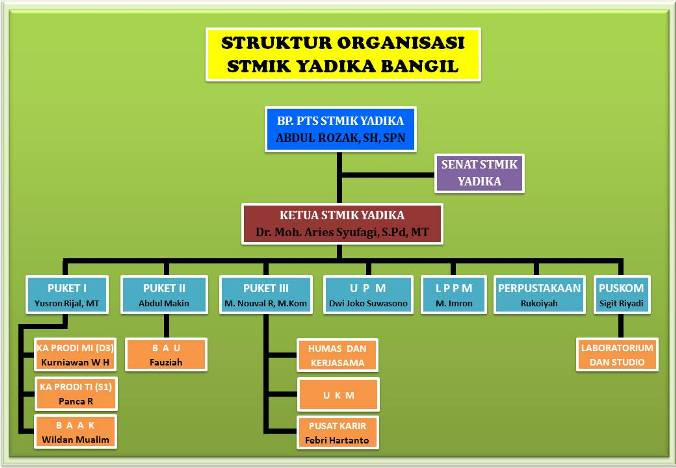 STRUKTUR ORGANISASI
STMIK YADIKA BANGIL
BP. PTS STMIK YADIKA
ABDUL ROZAK, SH, SPN
SENAT STMIK
YADIKA
KETUA STMIK YADIKA
Dr. Moh. Aries Syufagi, S.Pd, MT
PUKET I
Yusron Rijal, MT
PUKET II
Abdul Makin
PUKET III
M. Nouval R, M.Kom
U P M
Dwi Joko Suwasono
L P P M
M. Imron
PERPUSTAKAAN
Rukoiyah
PUSKOM
Sigit Riyadi
KA PRODI MI (D3)
Kurniawan W H
KA PRODI TI (S1)
Panca R
B A A K
Wildan Mualim
B A U
Fauziah
HUMAS DAN
KERJASAMA
U K M
PUSAT KARIR
Febri Hartanto
LABORATORIUM
DAN STUDIO